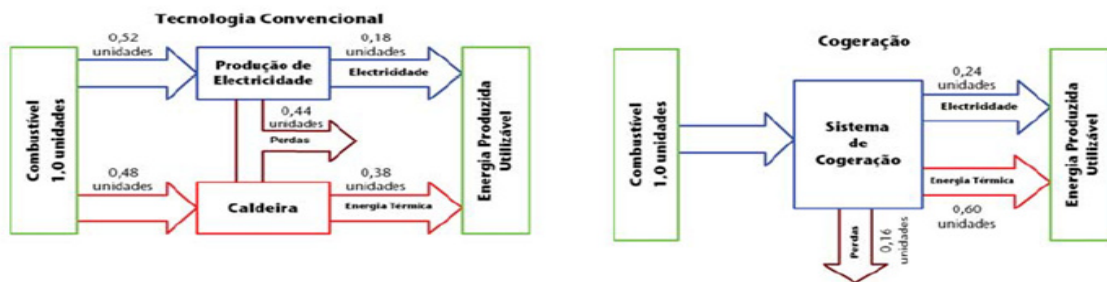 Tecnologia Convencional
0,52
unidades
0,18
unidades
Combustível
1,0 unidades
Produção de
Electricidade
Electricidade
0,44
unidades
Perdas
0,48
unidades
Caldeira
0,38
unidades
Energia Térmica
Energia Produzida
Utilizável
Cogeração
Combustível
1,0 unidades
Sistema
de
Cogeração
0,24
unidades
Electricidade
Energia Térmica
0,60
unidades
Perdas
0,16
unidades
Energia Produzida
Utilizável